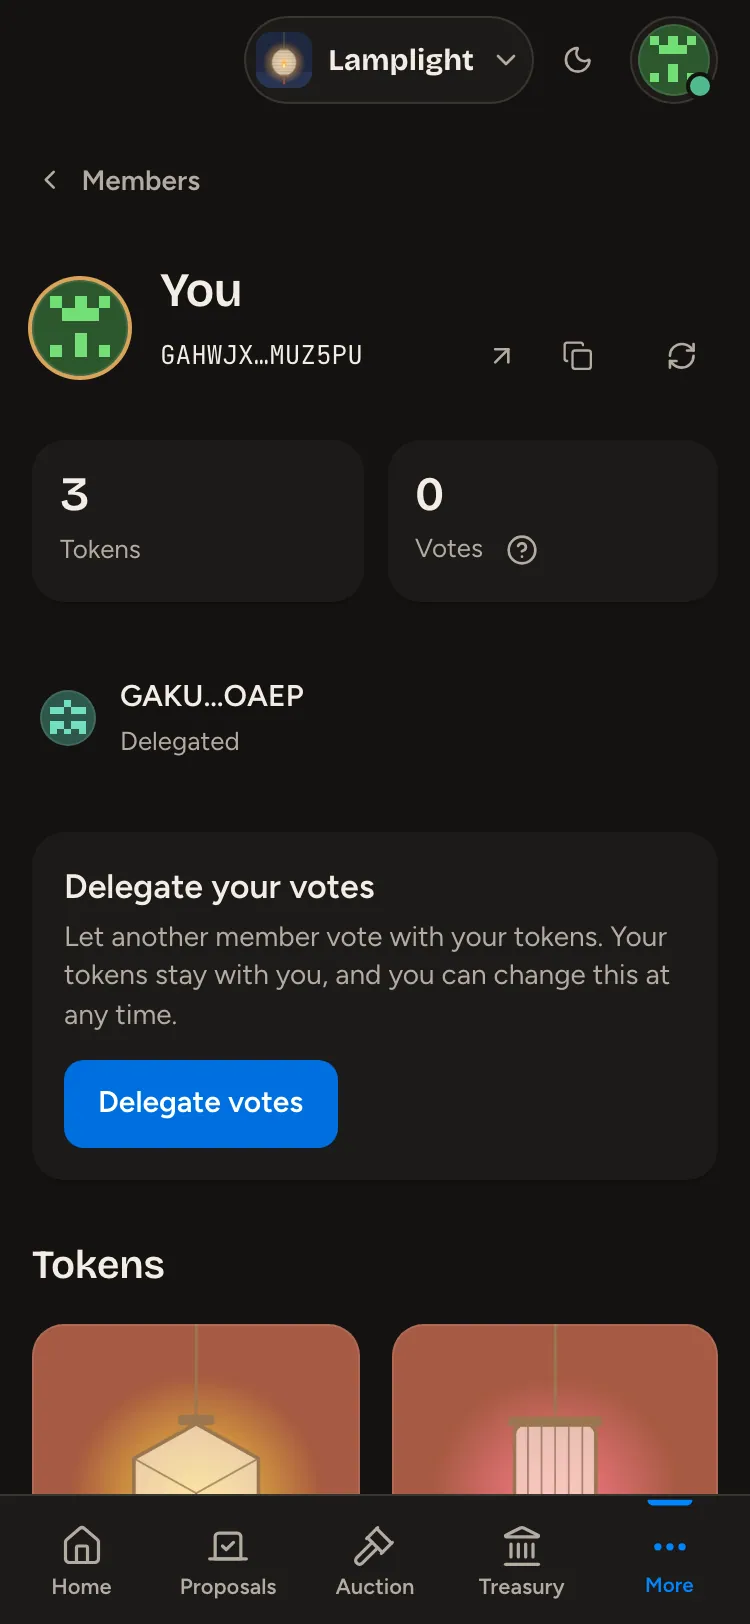 Lamplight
Members
You
GAHWJX…MUZ5PU
3
Tokens
0
Votes
GAKU...OAEP
Delegated
Delegate your votes
Let another member vote with your tokens. Your
tokens stay with you, and you can change this at
any time.
Delegate votes
Tokens
Home
Proposals
Auction
Treasury
More